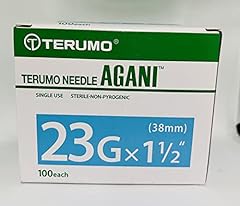 TERUMO®
TERUMO NEEDLE AGANI™
SINGLE USE STERILE-NON-PYROGENIC
(38mm)
23G×1½"
100each